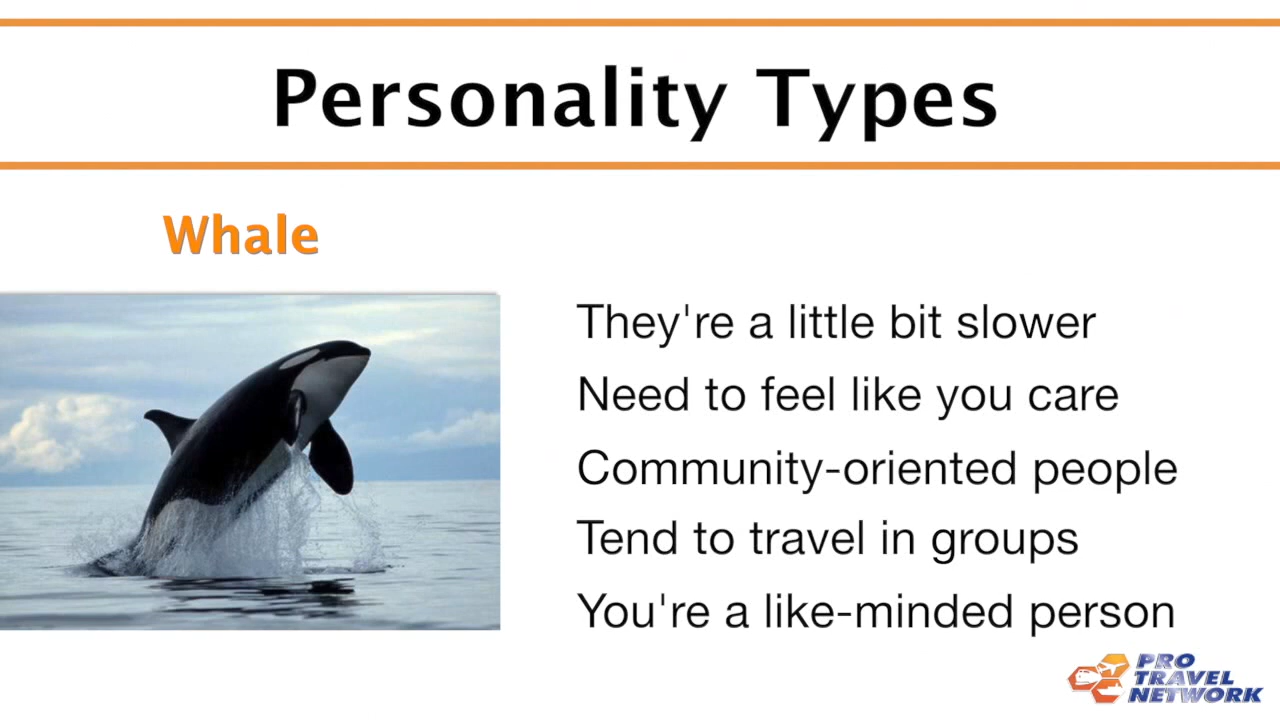 Personality Types
Whale
They're a little bit slower
Need to feel like you care
Community-oriented people
Tend to travel in groups
You're a like-minded person
PRO
TRAVEL
NETWORK